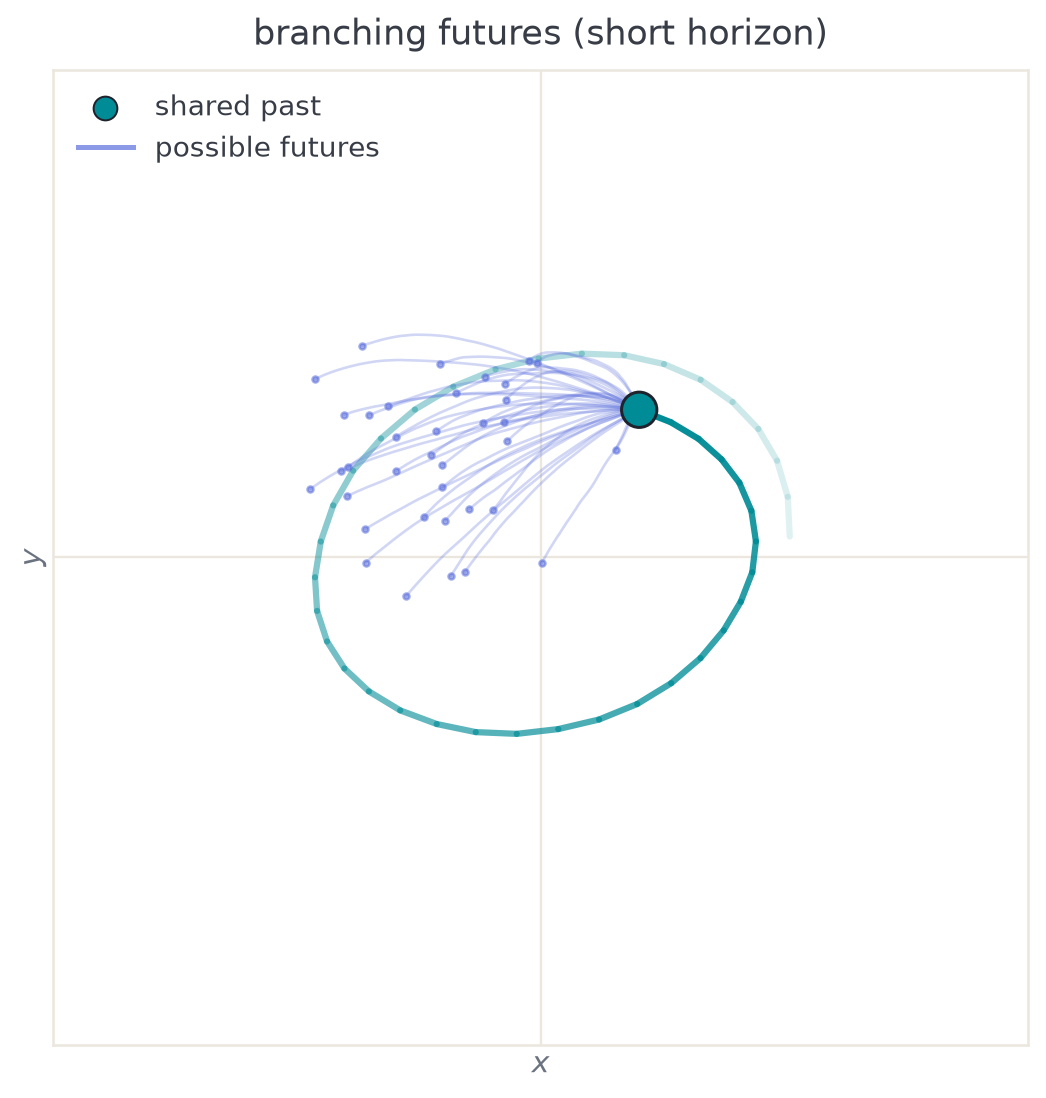 branching futures (short horizon)
shared past
possible futures
y
x